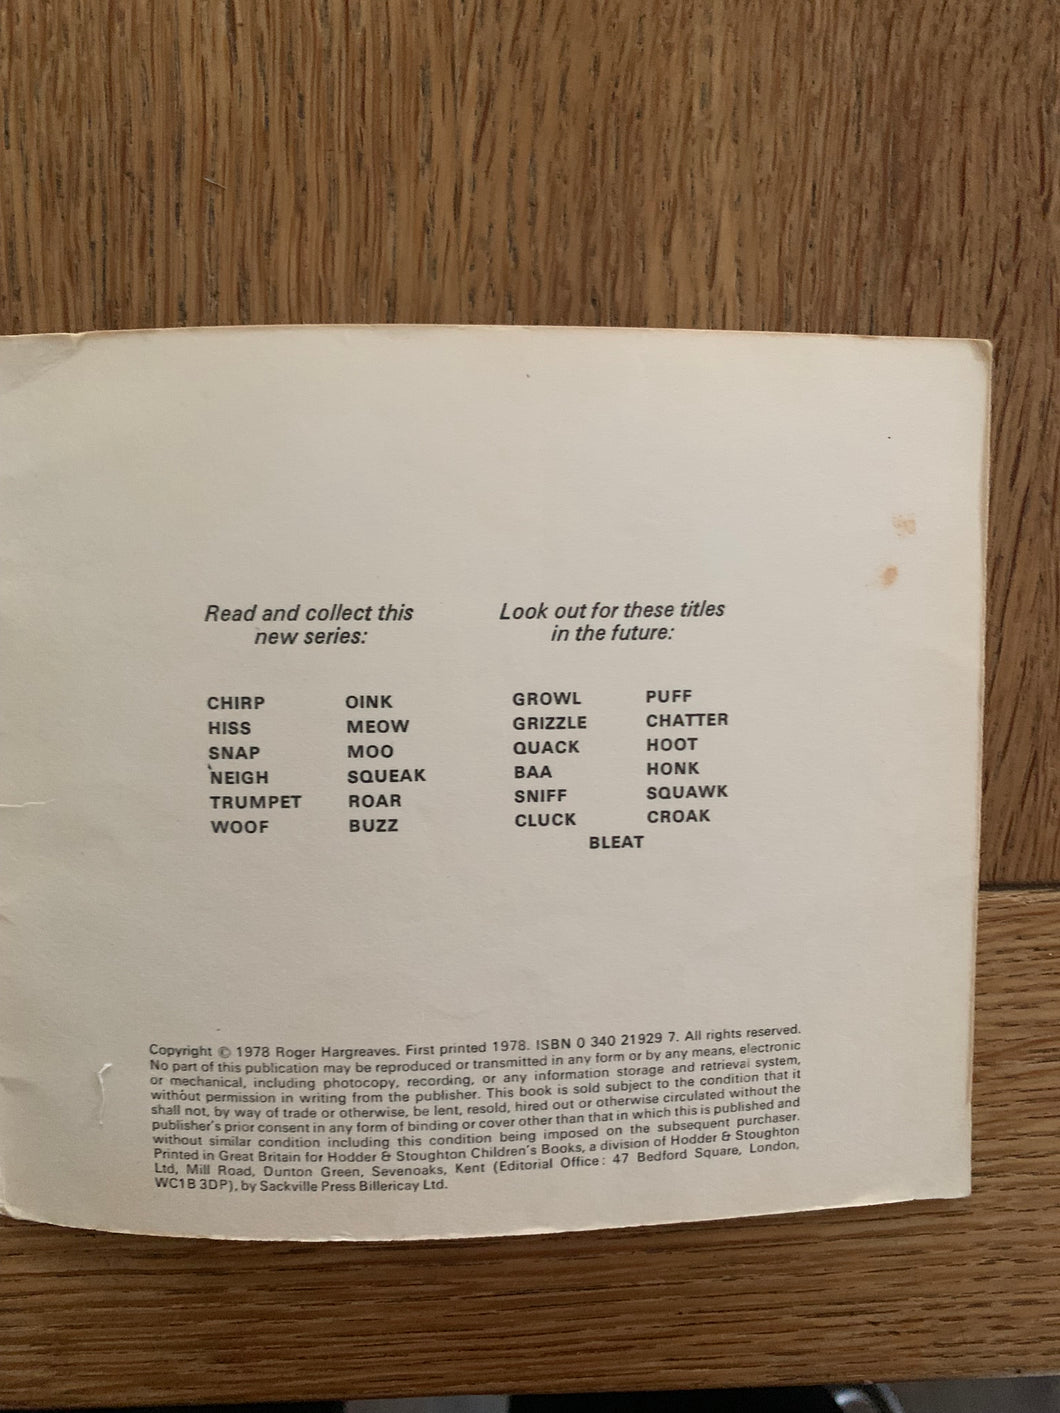 Read and collect this
new series:
CHIRP
HISS
SNAP
NEIGH
TRUMPET
WOOF
OINK
MEOW
MOO
SQUEAK
ROAR
BUZZ
Look out for these titles
in the future:
GROWL
GRIZZLE
QUACK
BAA
SNIFF
CLUCK
PUFF
CHATTER
HOOT
HONK
SQUAWK
CROAK
BLEAT
Copyright © 1978 Roger Hargreaves. First printed 1978. ISBN 0 340 21929 7. All rights reserved.
No part of this publication may be reproduced or transmitted in any form or by any means, electronic
or mechanical, including photocopy, recording, or any information storage and retrieval system,
without permission in writing from the publisher. This book is sold subject to the condition that it
shall not, by way of trade or otherwise, be lent, resold, hired out or otherwise circulated without the
publisher's prior consent in any form of binding or cover other than that in which this is published and
without similar condition including this condition being imposed on the subsequent purchaser.
Printed in Great Britain for Hodder & Stoughton Children's Books, a division of Hodder & Stoughton
Ltd, Mill Road, Dunton Green, Sevenoaks, Kent (Editorial Office: 47 Bedford Square, London,
WC1B 3DP), by Sackville Press Billericay Ltd.